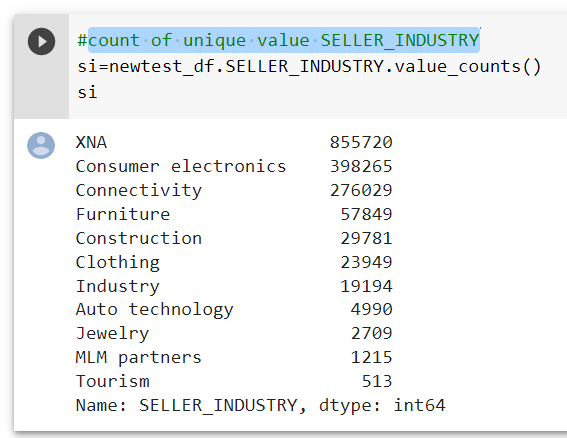 #count of unique value SELLER_INDUSTRY
si=newtest_df.SELLER_INDUSTRY.value_counts()
si
XNA 855720
Consumer electronics 398265
Connectivity 276029
Furniture 57849
Construction 29781
Clothing 23949
Industry 19194
Auto technology 4990
Jewelry 2709
MLM partners 1215
Tourism 513
Name: SELLER_INDUSTRY, dtype: int64